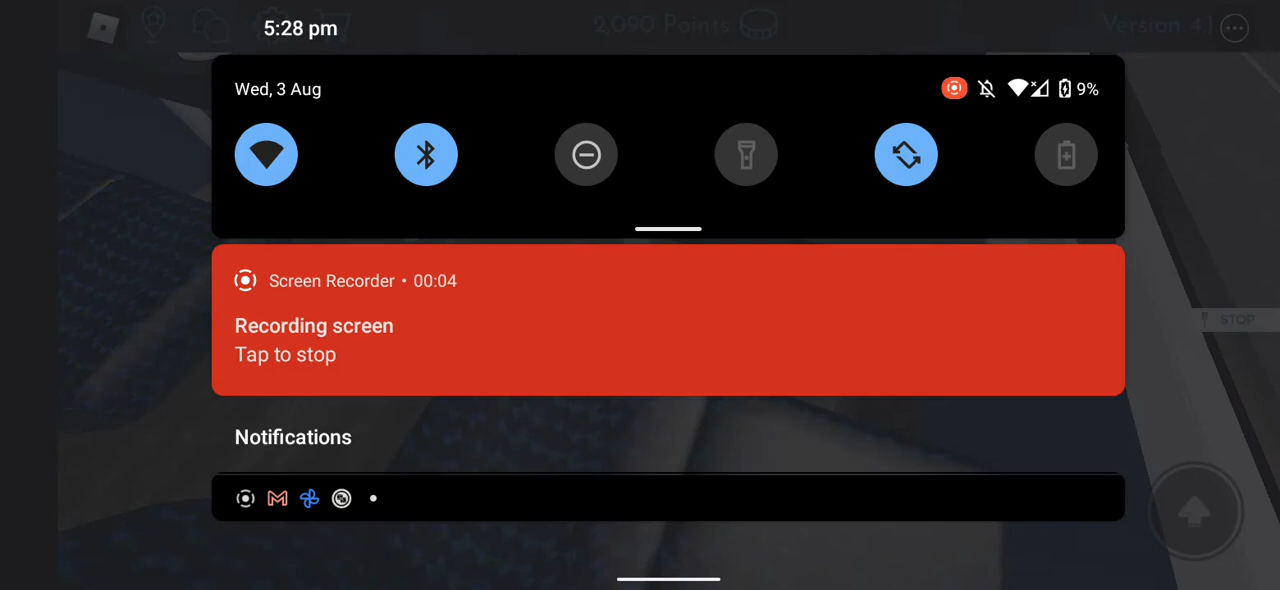 2,090 Points
Version 4.1
5:28 pm
Wed, 3 Aug
9%
Screen Recorder • 00:04
Recording screen
Tap to stop
STOP
Notifications